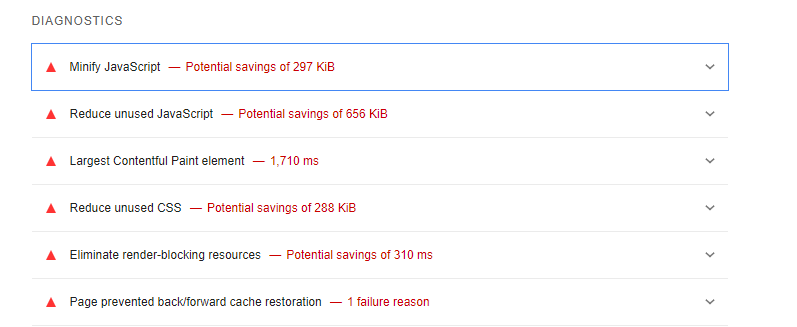 DIAGNOSTICS
Minify JavaScript — Potential savings of 297 KiB
Reduce unused JavaScript — Potential savings of 656 KiB
Largest Contentful Paint element — 1,710 ms
Reduce unused CSS — Potential savings of 288 KiB
Eliminate render-blocking resources — Potential savings of 310 ms
Page prevented back/forward cache restoration — 1 failure reason